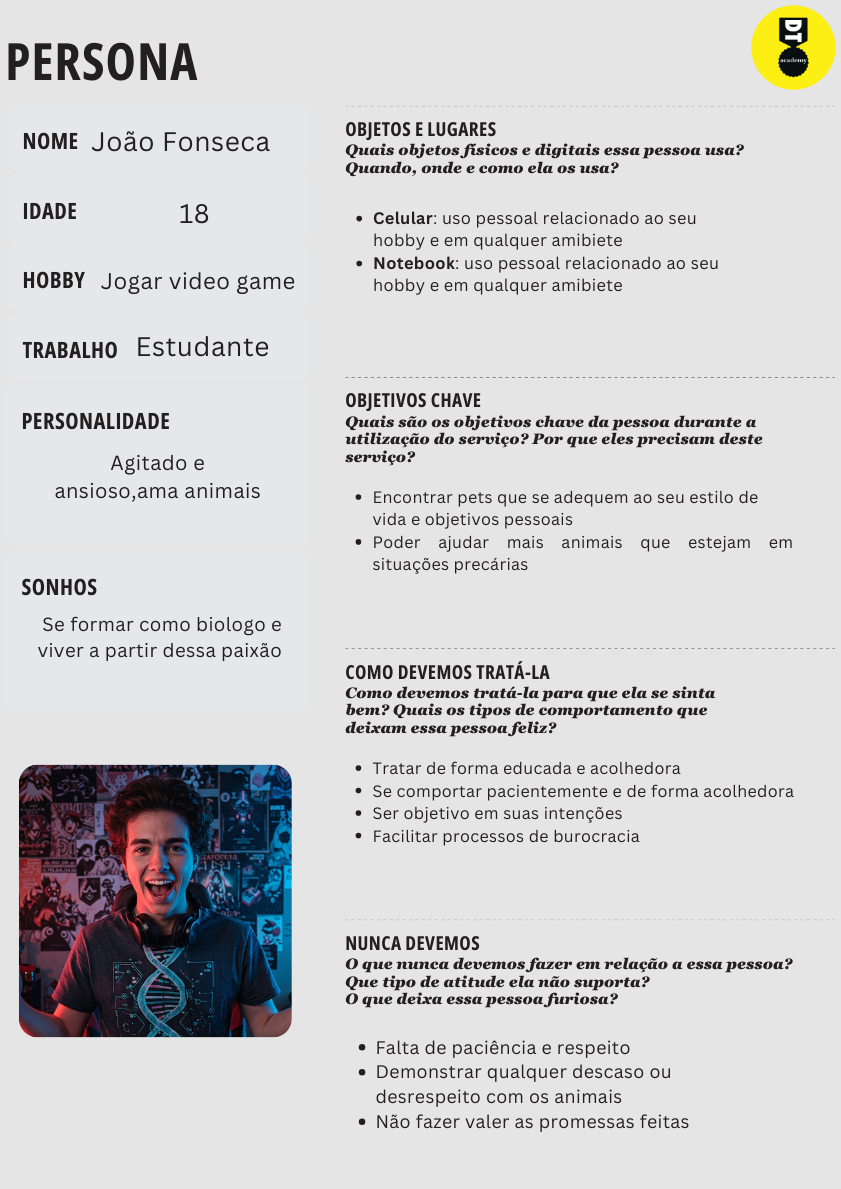 PERSONA
DT
academy
NOME João Fonseca
IDADE 18
HOBBY Jogar video game
TRABALHO Estudante
PERSONALIDADE
Agitado e
ansioso,ama animais
SONHOS
Se formar como biologo e
viver a partir dessa paixão
OBJETOS E LUGARES
Quais objetos físicos e digitais essa pessoa usa?
Quando, onde e como ela os usa?
• Celular: uso pessoal relacionado ao seu
hobby e em qualquer amibiete
• Notebook: uso pessoal relacionado ao seu
hobby e em qualquer amibiete
OBJETIVOS CHAVE
Quais são os objetivos chave da pessoa durante a
utilização do serviço? Por que eles precisam deste
serviço?
• Encontrar pets que se adequem ao seu estilo de
vida e objetivos pessoais
• Poder ajudar mais animais que estejam em
situações precárias
COMO DEVEMOS TRATÁ-LA
Como devemos tratá-la para que ela se sinta
bem? Quais os tipos de comportamento que
deixam essa pessoa feliz?
• Tratar de forma educada e acolhedora
• Se comportar pacientemente e de forma acolhedora
• Ser objetivo em suas intenções
• Facilitar processos de burocracia
NUNCA DEVEMOS
O que nunca devemos fazer em relação a essa pessoa?
Que tipo de atitude ela não suporta?
O que deixa essa pessoa furiosa?
• Falta de paciência e respeito
• Demonstrar qualquer descaso ou
desrespeito com os animais
• Não fazer valer as promessas feitas